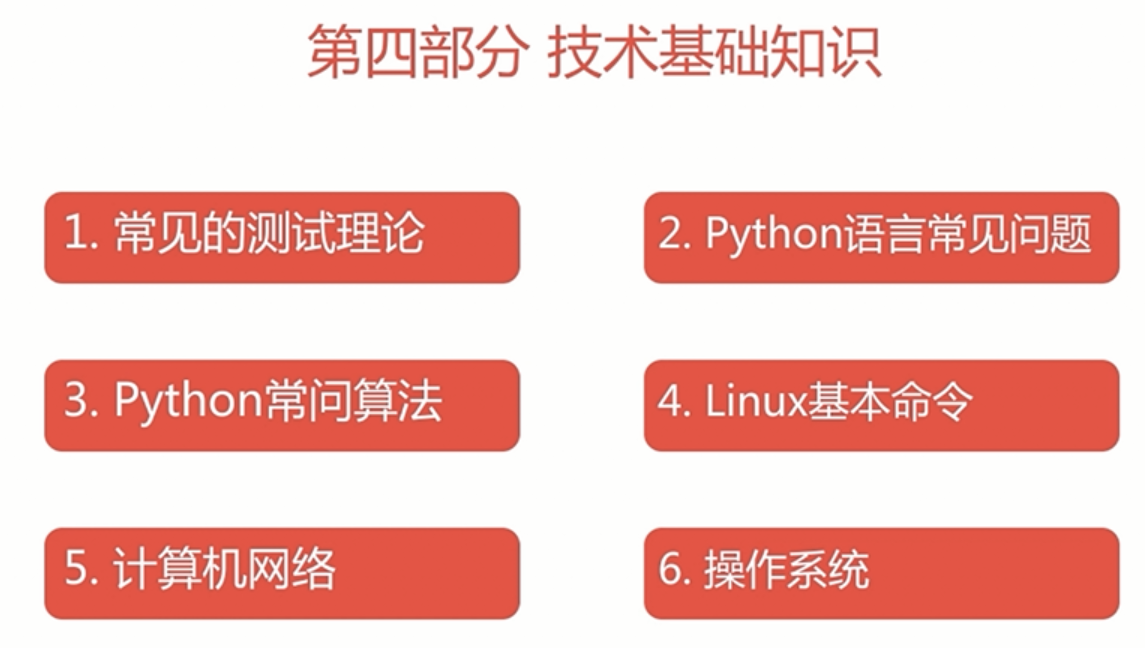 第四部分 技术基础知识
1. 常见的测试理论
2. Python语言常见问题
3. Python常问算法
4. Linux基本命令
5. 计算机网络
6. 操作系统